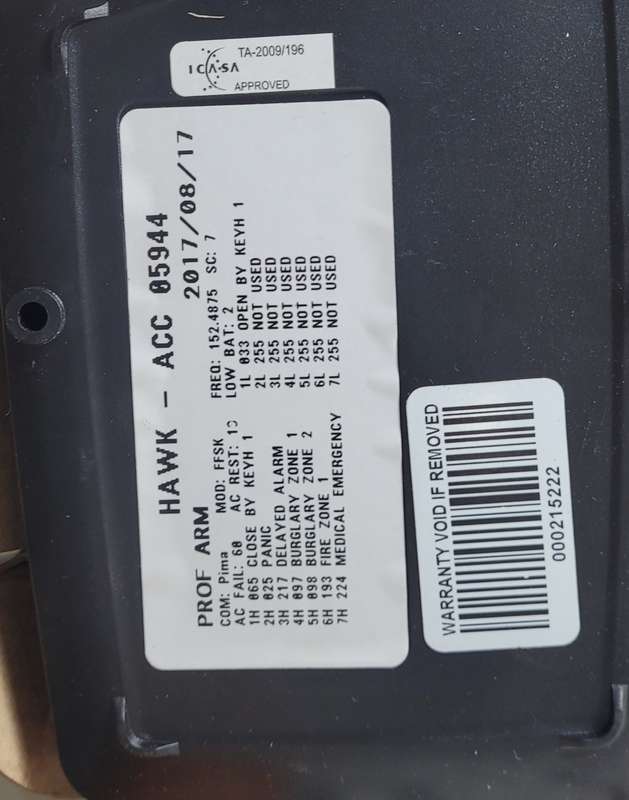 ICASA
TA-2009/196
APPROVED
HAWK - ACC 05944
2017/08/17
PROF ARM
COM: Pima MOD: FFSK FREQ: 152.4875 SC: 7
AC FAIL: 60 AC REST: LOW BAT: 2
1H 065 CLOSE BY KEYH 1 1L 033 OPEN BY KEYH 1
2H 025 PANIC 2L 255 NOT USED
3H 217 DELAYED ALARM 3L 255 NOT USED
4H 097 BURGLARY ZONE 1 4L 255 NOT USED
5H 098 BURGLARY ZONE 2 5L 255 NOT USED
6H 193 FIRE ZONE 1 6L 255 NOT USED
7H 224 MEDICAL EMERGENCY 7L 255 NOT USED
WARRANTY VOID IF REMOVED
000215222